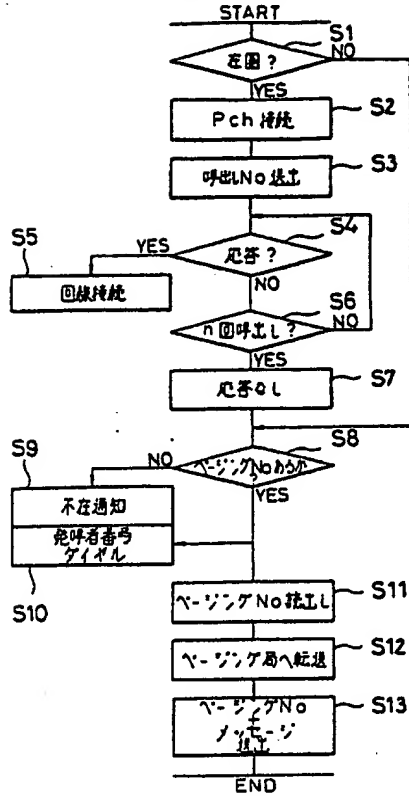 START
S1
在圏?
NO
YES
S2
Pch 接続
S3
呼出しNo送出
S4
S5
YES
応答?
回線接続
NO
S6
n回呼出し?
NO
YES
S7
応答なし
S8
S9
NO
ページングNoあるか?
YES
不在通知
発呼者番号
ダイヤル
S10
S11
ページングNo読出し
S12
ページング局へ転送
S13
ページングNo
+
メッセージ
送出
END